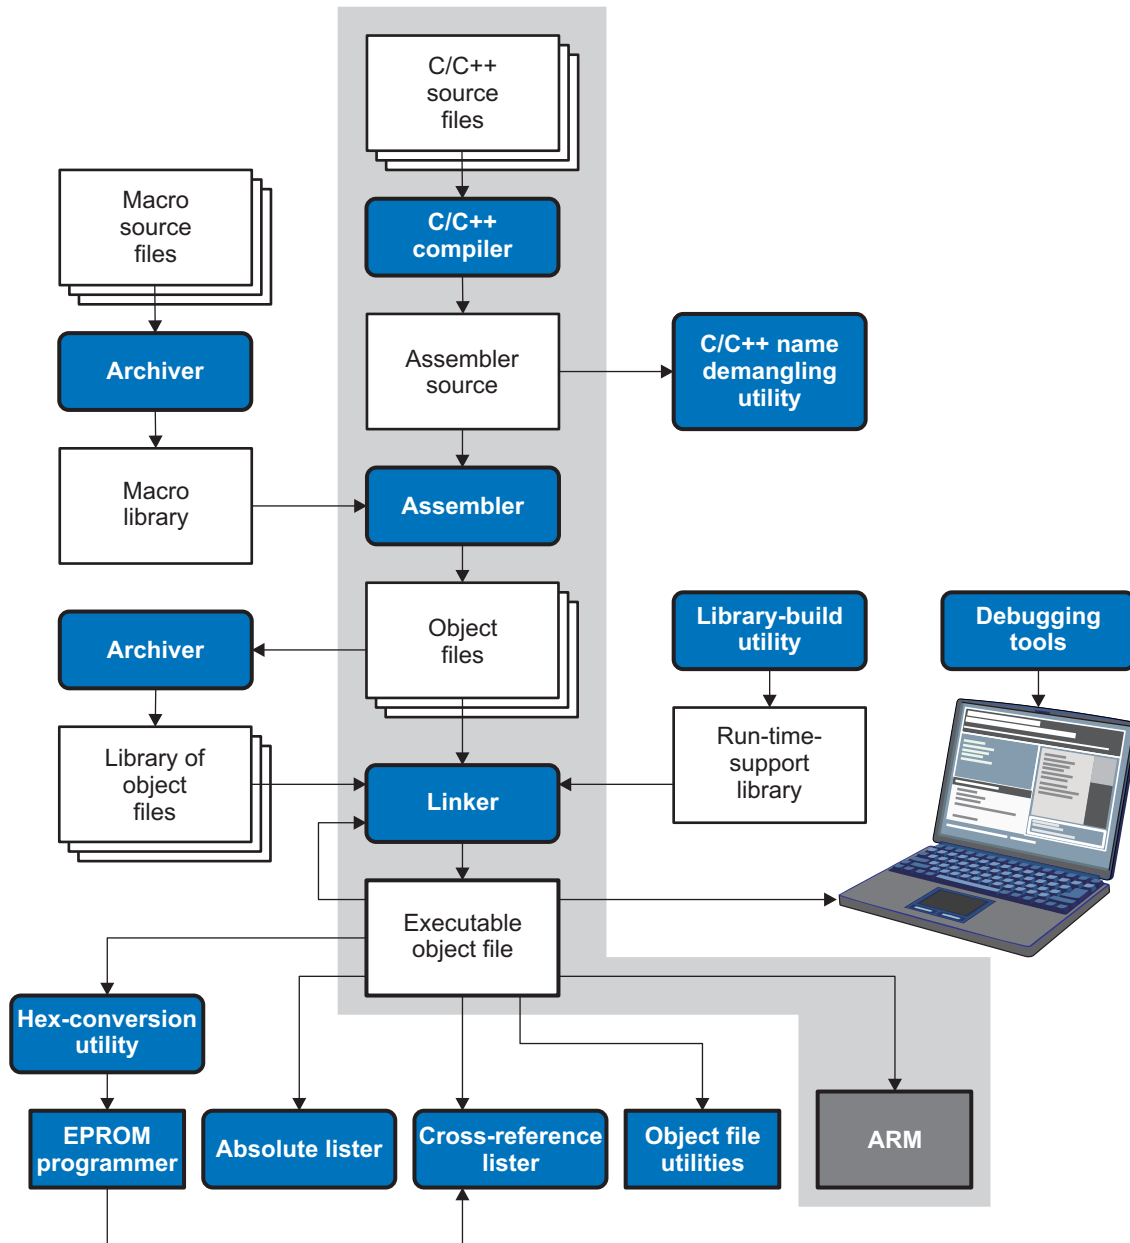 C/C++
source
files
Macro
source
files
C/C++
compiler
Archiver
Assembler
source
C/C++ name
demangling
utility
Macro
library
Assembler
Archiver
Object
files
Library-build
utility
Debugging
tools
Library of
object
files
Linker
Run-time-
support
library
Executable
object file
Hex-conversion
utility
EPROM
programmer
Absolute lister
Cross-reference
lister
Object file
utilities
ARM